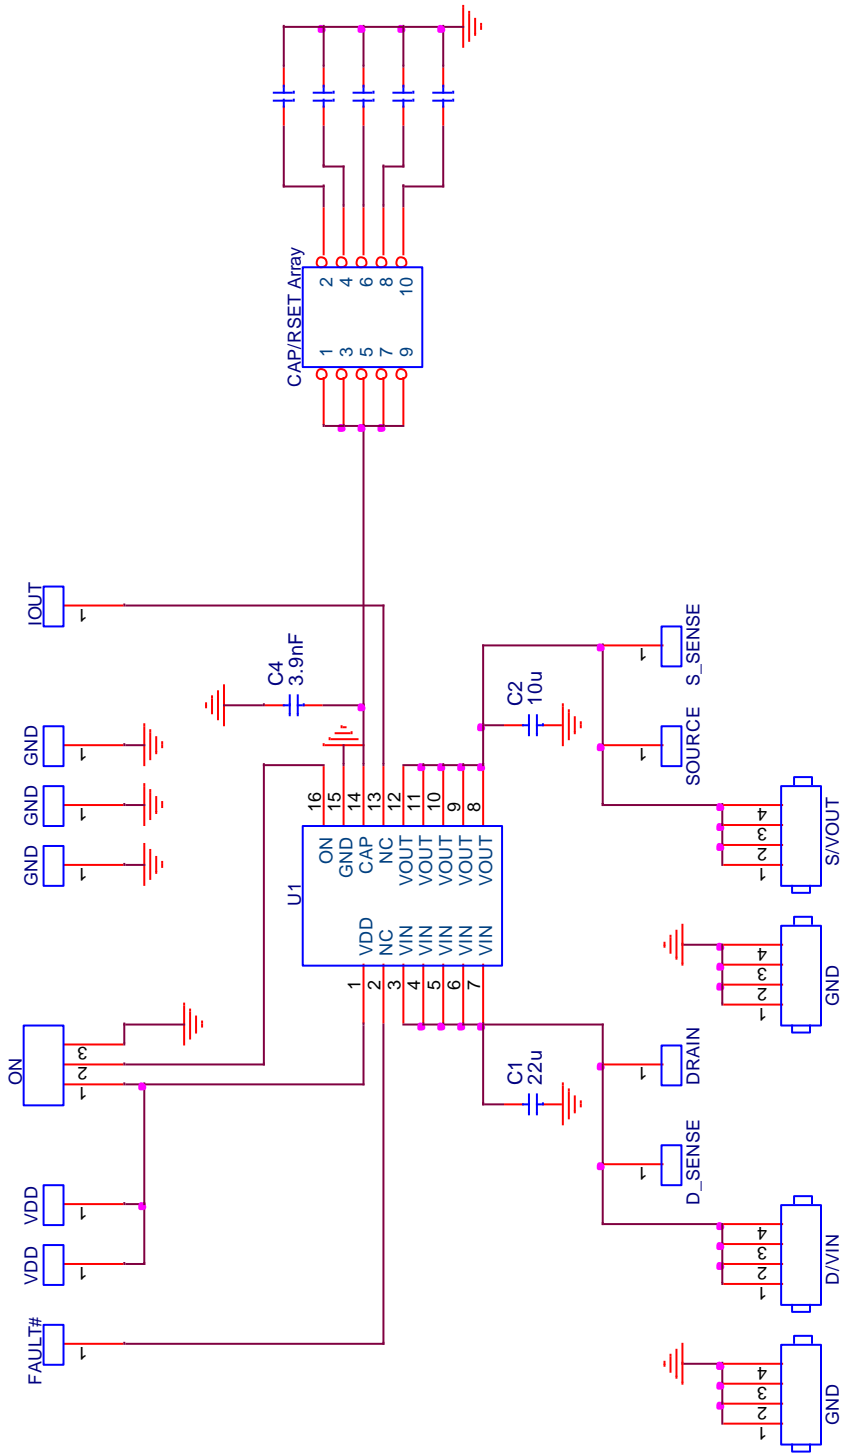 CAP/RSET Array
1
3
5
7
9
2
4
6
8
10
IOUT
1
GND
1
GND
1
GND
1
ON
1
2
3
VDD
1
VDD
1
FAULT#
1
C4
3.9nF
U1
16
15
14
13
12
11
10
9
8
ON
GND
CAP
NC
VOUT
VOUT
VOUT
VOUT
VOUT
VDD
NC
VIN
VIN
VIN
VIN
VIN
1
2
3
4
5
6
7
C2
10u
C1
22u
S_SENSE
1
SOURCE
1
S/VOUT
1
2
3
4
GND
1
2
3
4
DRAIN
1
D_SENSE
1
D/VIN
1
2
3
4
GND
1
2
3
4